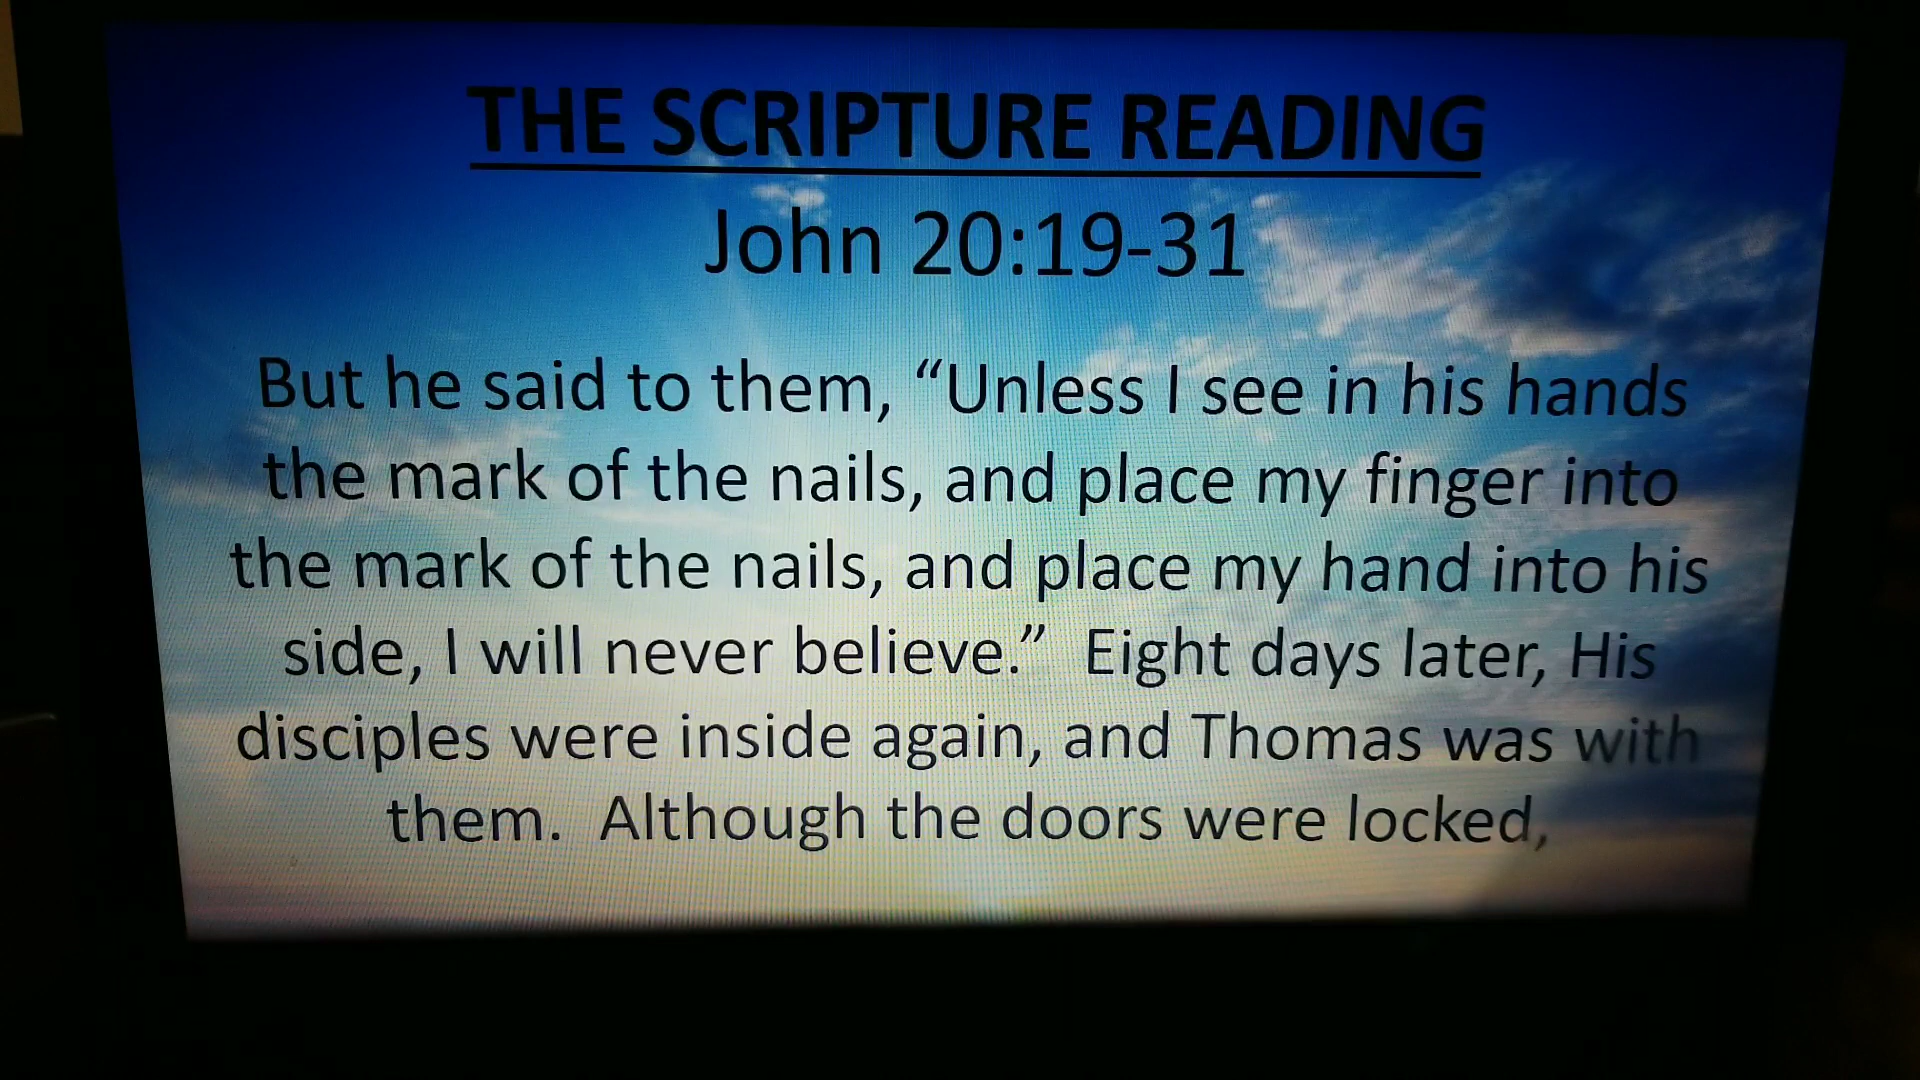 THE SCRIPTURE READING
John 20:19-31
But he said to them, “Unless I see in his hands
the mark of the nails, and place my finger into
the mark of the nails, and place my hand into his
side, I will never believe.”  Eight days later, His
disciples were inside again, and Thomas was with
them.  Although the doors were locked,